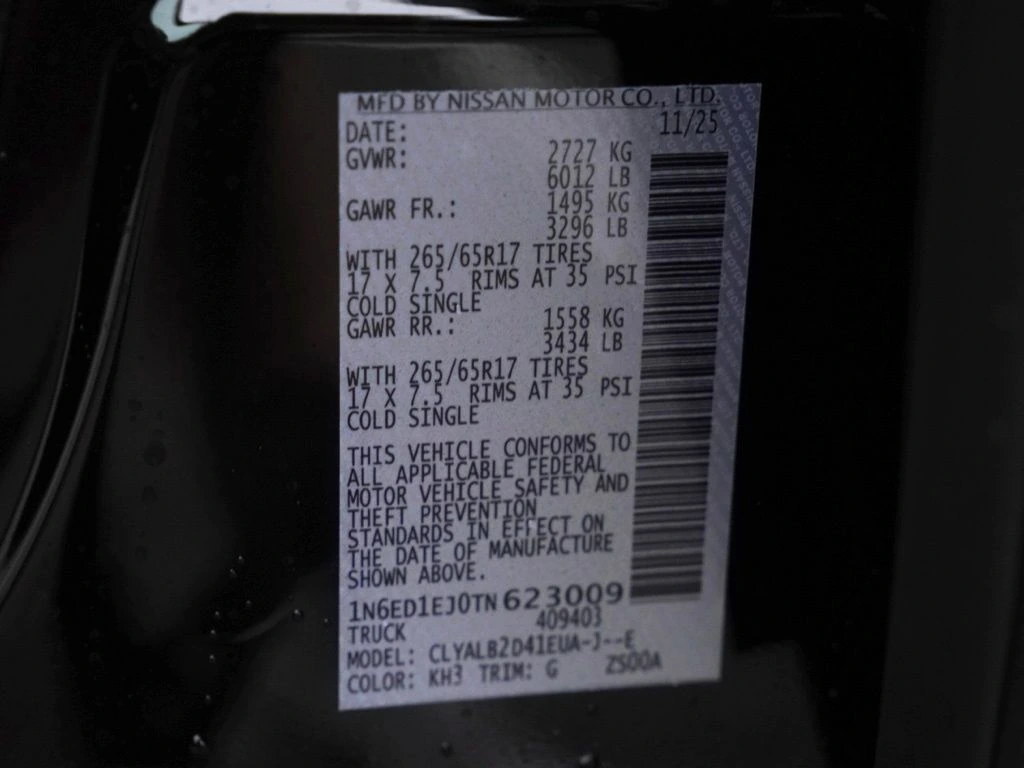 MFD BY NISSAN MOTOR CO., LTD.
DATE: 11/25
GVWR: 2727 KG
6012 LB
GAWR FR.: 1495 KG
3296 LB
WITH 265/65R17 TIRES
17 X 7.5 RIMS AT 35 PSI
COLD SINGLE
GAWR RR.: 1558 KG
3434 LB
WITH 265/65R17 TIRES
17 X 7.5 RIMS AT 35 PSI
COLD SINGLE
THIS VEHICLE CONFORMS TO
ALL APPLICABLE FEDERAL
MOTOR VEHICLE SAFETY AND
THEFT PREVENTION
STANDARDS IN EFFECT ON
THE DATE OF MANUFACTURE
SHOWN ABOVE.
1N6ED1EJ0TN623009
409403
TRUCK
MODEL: CLYALB2D41EUA-J--E
COLOR: KH3 TRIM: G ZS00A